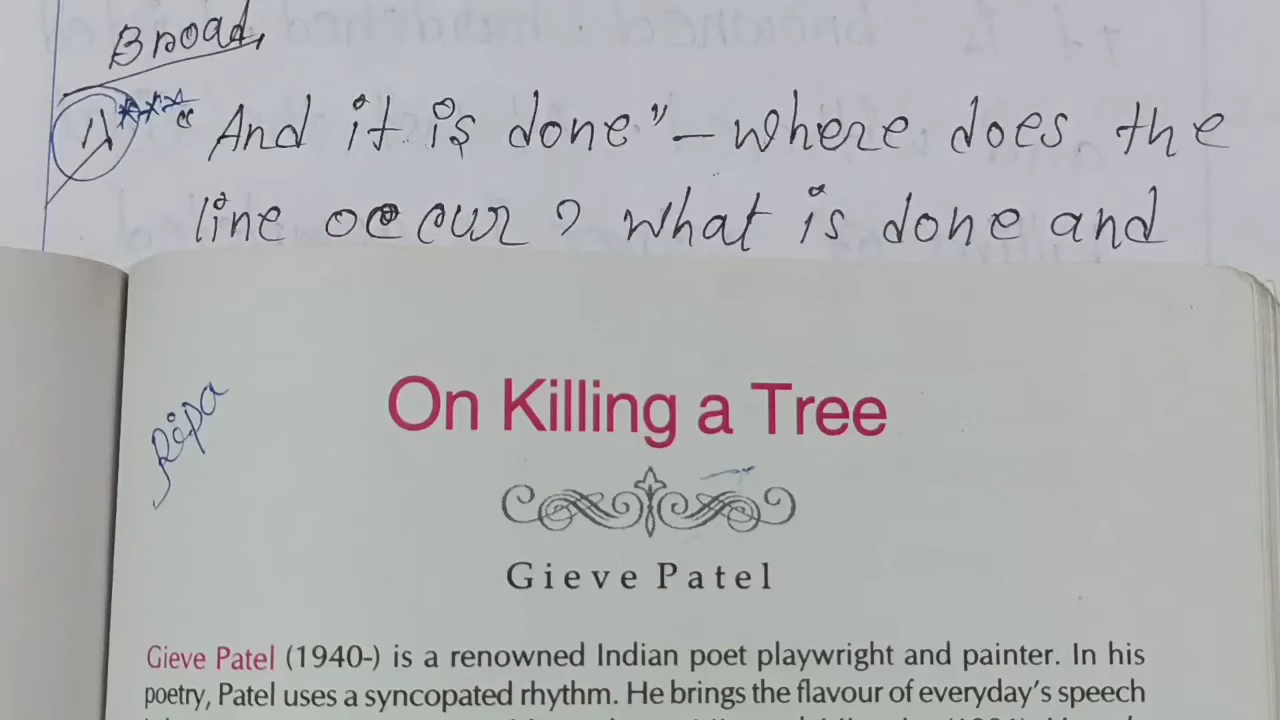 Broad,
1) *** "And it is done" – where does the
line occur ? what is done and
Ripa
On Killing a Tree
Gieve Patel
Gieve Patel (1940-) is a renowned Indian poet playwright and painter. In his
poetry, Patel uses a syncopated rhythm. He brings the flavour of everyday's speech